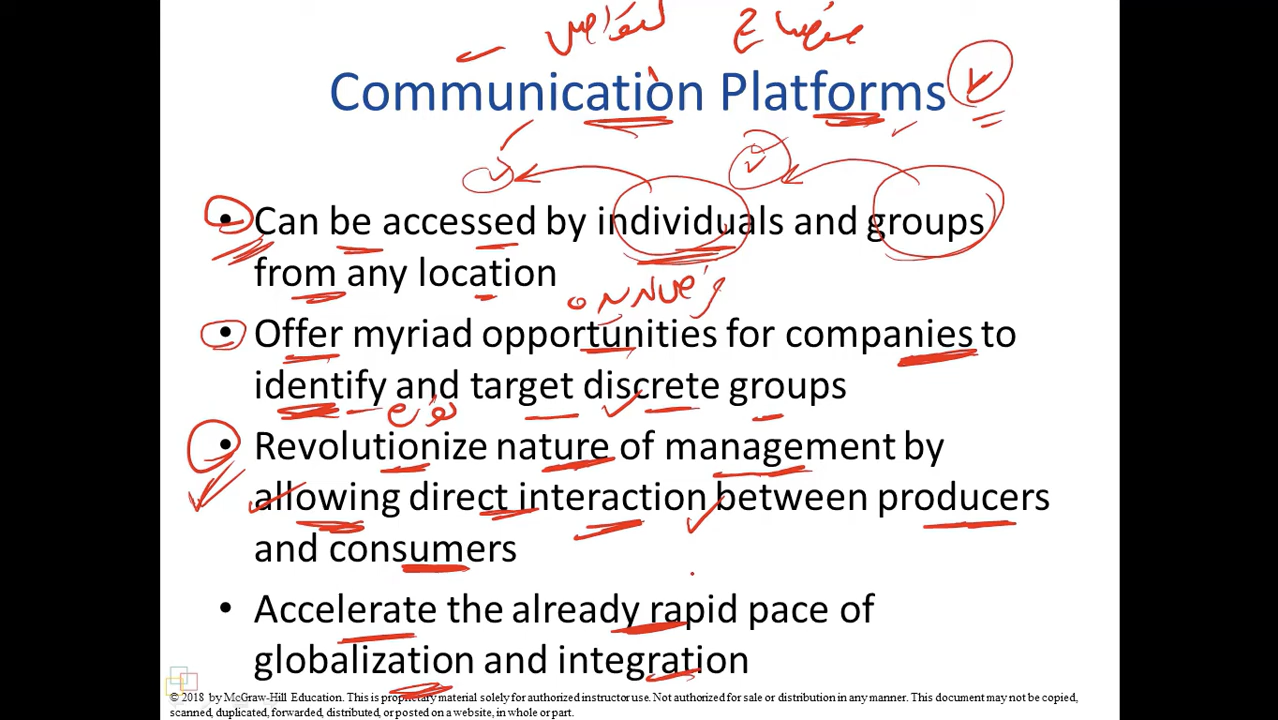 Communication Platforms
• Can be accessed by individuals and groups
from any location
• Offer myriad opportunities for companies to
identify and target discrete groups
• Revolutionize nature of management by
allowing direct interaction between producers
and consumers
• Accelerate the already rapid pace of
globalization and integration
© 2018 by McGraw-Hill Education. This is proprietary material solely for authorized instructor use. Not authorized for sale or distribution in any manner. This document may not be copied,
scanned, duplicated, forwarded, distributed, or posted on a website, in whole or part.